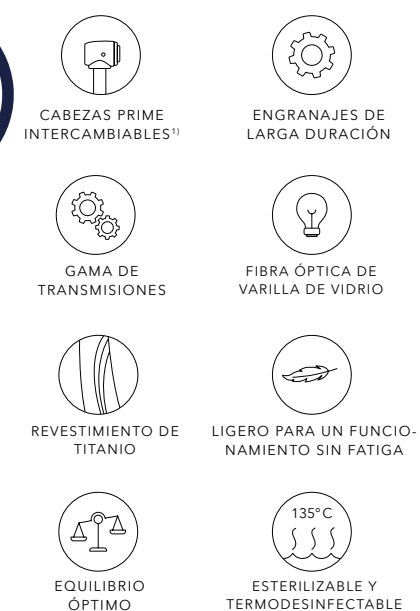 CABEZAS PRIME
INTERCAMBIABLES¹⁾
ENGRANAJES DE
LARGA DURACIÓN
GAMA DE
TRANSMISIONES
FIBRA ÓPTICA DE
VARILLA DE VIDRIO
REVESTIMIENTO DE
TITANIO
LIGERO PARA UN FUNCIO-
NAMIENTO SIN FATIGA
EQUILIBRIO
ÓPTIMO
135°C
ESTERILIZABLE Y
TERMODESINFECTABLE